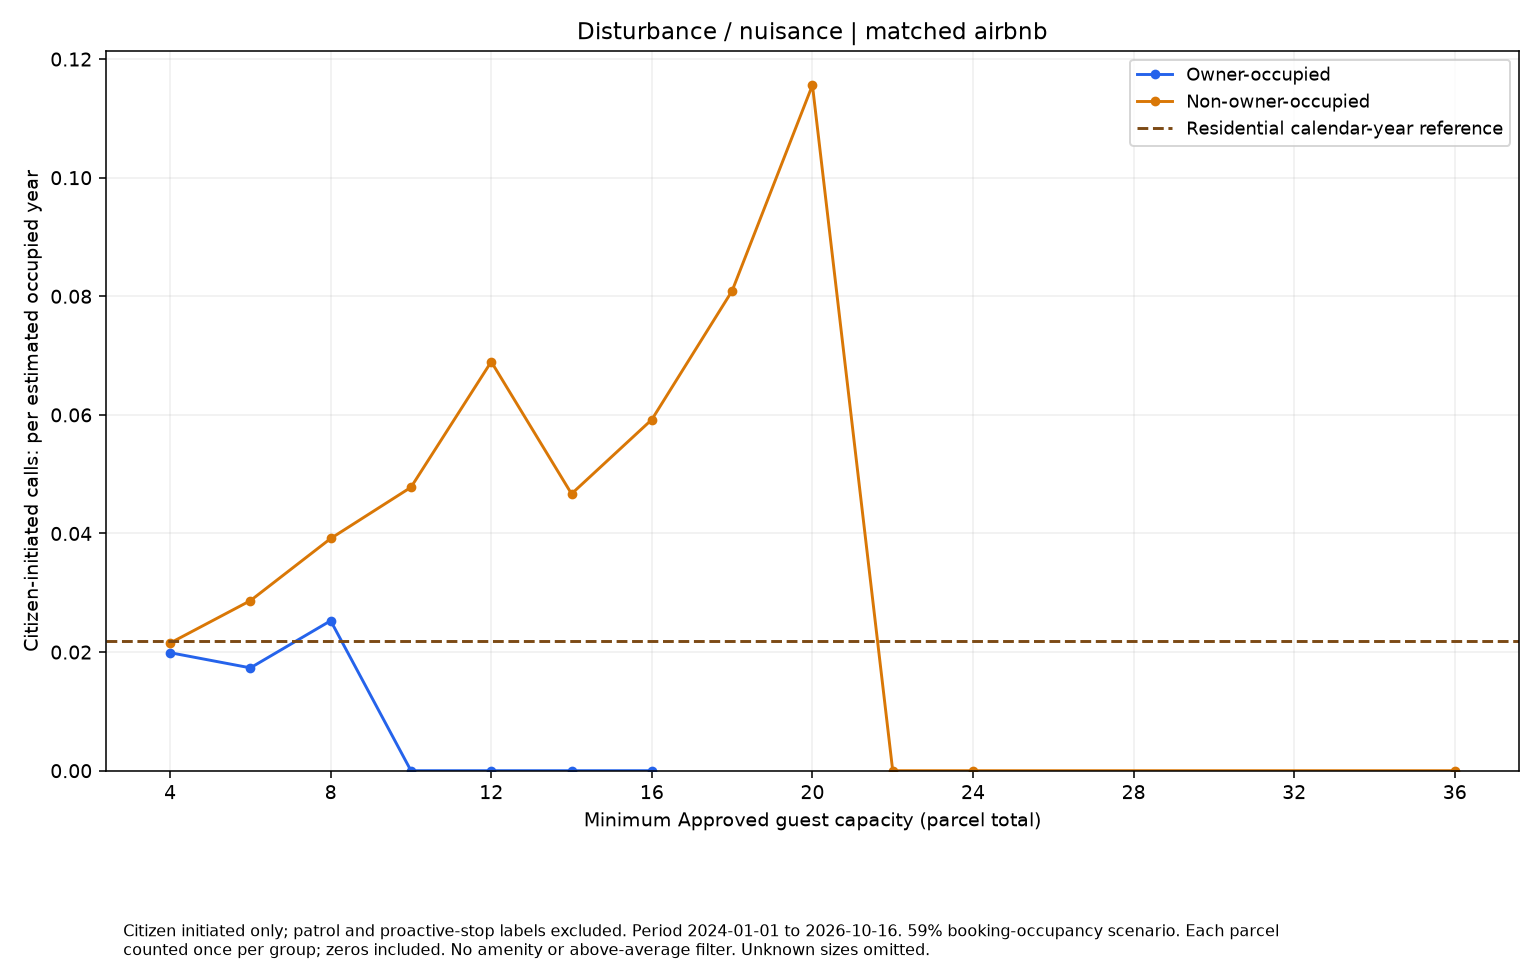 Disturbance / nuisance | matched airbnb
Owner-occupied
Non-owner-occupied
Residential calendar-year reference
Citizen-initiated calls: per estimated occupied year
0.12
0.10
0.08
0.06
0.04
0.02
0.00
4 8 12 16 20 24 28 32 36
Minimum Approved guest capacity (parcel total)
Citizen initiated only; patrol and proactive-stop labels excluded. Period 2024-01-01 to 2026-10-16. 59% booking-occupancy scenario. Each parcel
counted once per group; zeros included. No amenity or above-average filter. Unknown sizes omitted.